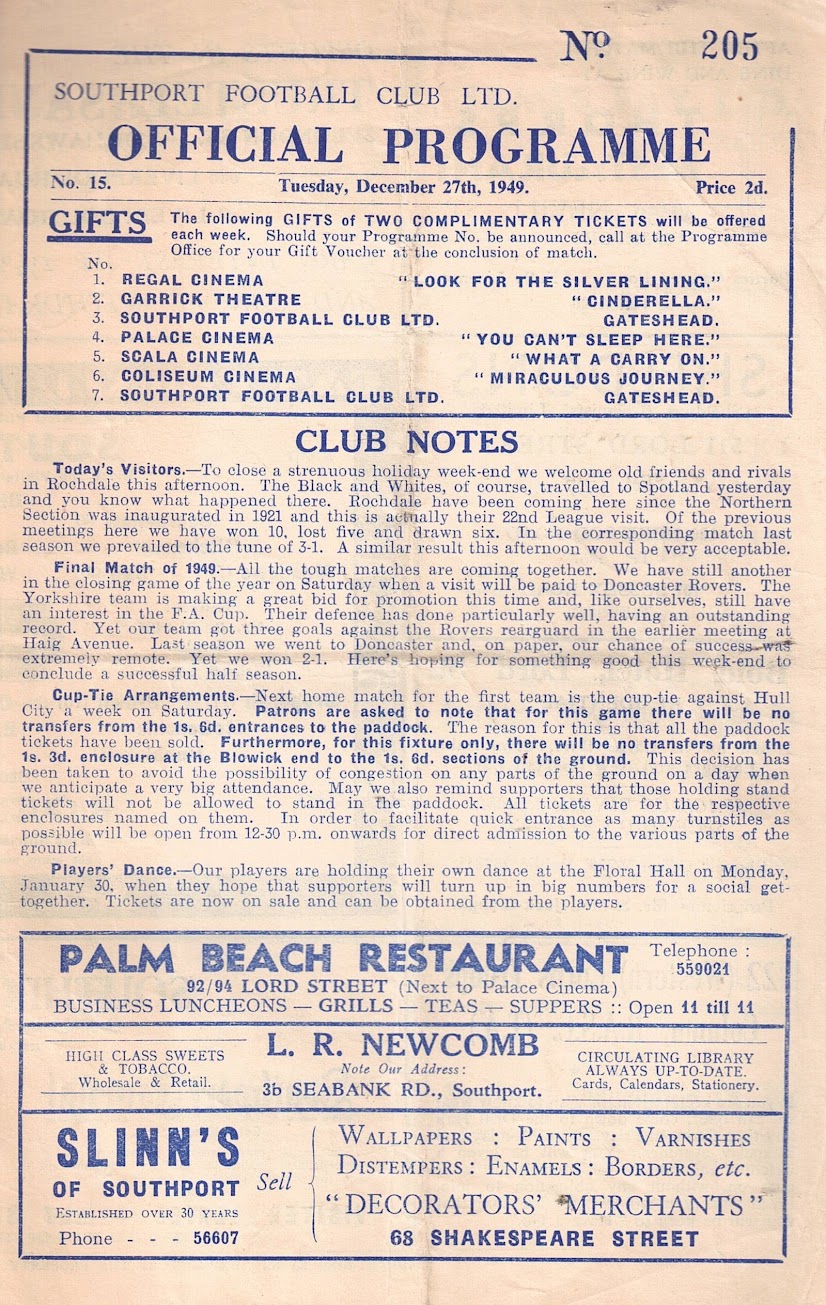 Nº 205
SOUTHPORT FOOTBALL CLUB LTD.
OFFICIAL PROGRAMME
No. 15. Tuesday, December 27th, 1949. Price 2d.
GIFTS The following GIFTS of TWO COMPLIMENTARY TICKETS will be offered
each week. Should your Programme No. be announced, call at the Programme
Office for your Gift Voucher at the conclusion of match.
No.
1. REGAL CINEMA "LOOK FOR THE SILVER LINING."
2. GARRICK THEATRE "CINDERELLA."
3. SOUTHPORT FOOTBALL CLUB LTD. GATESHEAD.
4. PALACE CINEMA "YOU CAN'T SLEEP HERE."
5. SCALA CINEMA "WHAT A CARRY ON."
6. COLISEUM CINEMA "MIRACULOUS JOURNEY."
7. SOUTHPORT FOOTBALL CLUB LTD. GATESHEAD.
CLUB NOTES
Today's Visitors.—To close a strenuous holiday week-end we welcome old friends and rivals
in Rochdale this afternoon. The Black and Whites, of course, travelled to Spotland yesterday
and you know what happened there. Rochdale have been coming here since the Northern
Section was inaugurated in 1921 and this is actually their 22nd League visit. Of the previous
meetings here we have won 10, lost five and drawn six. In the corresponding match last
season we prevailed to the tune of 3-1. A similar result this afternoon would be very acceptable.
Final Match of 1949.—All the tough matches are coming together. We have still another
in the closing game of the year on Saturday when a visit will be paid to Doncaster Rovers. The
Yorkshire team is making a great bid for promotion this time and, like ourselves, still have
an interest in the F.A. Cup. Their defence has done particularly well, having an outstanding
record. Yet our team got three goals against the Rovers rearguard in the earlier meeting at
Haig Avenue. Last season we went to Doncaster and, on paper, our chance of success was
extremely remote. Yet we won 2-1. Here's hoping for something good this week-end to
conclude a successful half season.
Cup-Tie Arrangements.—Next home match for the first team is the cup-tie against Hull
City a week on Saturday. Patrons are asked to note that for this game there will be no
transfers from the 1s. 6d. entrances to the paddock. The reason for this is that all the paddock
tickets have been sold. Furthermore, for this fixture only, there will be no transfers from the
1s. 3d. enclosure at the Blowick end to the 1s. 6d. sections of the ground. This decision has
been taken to avoid the possibility of congestion on any parts of the ground on a day when
we anticipate a very big attendance. May we also remind supporters that those holding stand
tickets will not be allowed to stand in the paddock. All tickets are for the respective
enclosures named on them. In order to facilitate quick entrance as many turnstiles as
possible will be open from 12-30 p.m. onwards for direct admission to the various parts of the
ground.
Players' Dance.—Our players are holding their own dance at the Floral Hall on Monday,
January 30, when they hope that supporters will turn up in big numbers for a social get-
together. Tickets are now on sale and can be obtained from the players.
PALM BEACH RESTAURANT Telephone :
559021
92/94 LORD STREET (Next to Palace Cinema)
BUSINESS LUNCHEONS — GRILLS — TEAS — SUPPERS :: Open 11 till 11
HIGH CLASS SWEETS
& TOBACCO.
Wholesale & Retail.
L. R. NEWCOMB
Note Our Address:
3b SEABANK RD., Southport.
CIRCULATING LIBRARY
ALWAYS UP-TO-DATE.
Cards, Calendars, Stationery.
SLINN'S
OF SOUTHPORT
ESTABLISHED OVER 30 YEARS
Phone - - - 56607
Sell
WALLPAPERS : PAINTS : VARNISHES
DISTEMPERS : ENAMELS : BORDERS, etc.
"DECORATORS' MERCHANTS"
68 SHAKESPEARE STREET